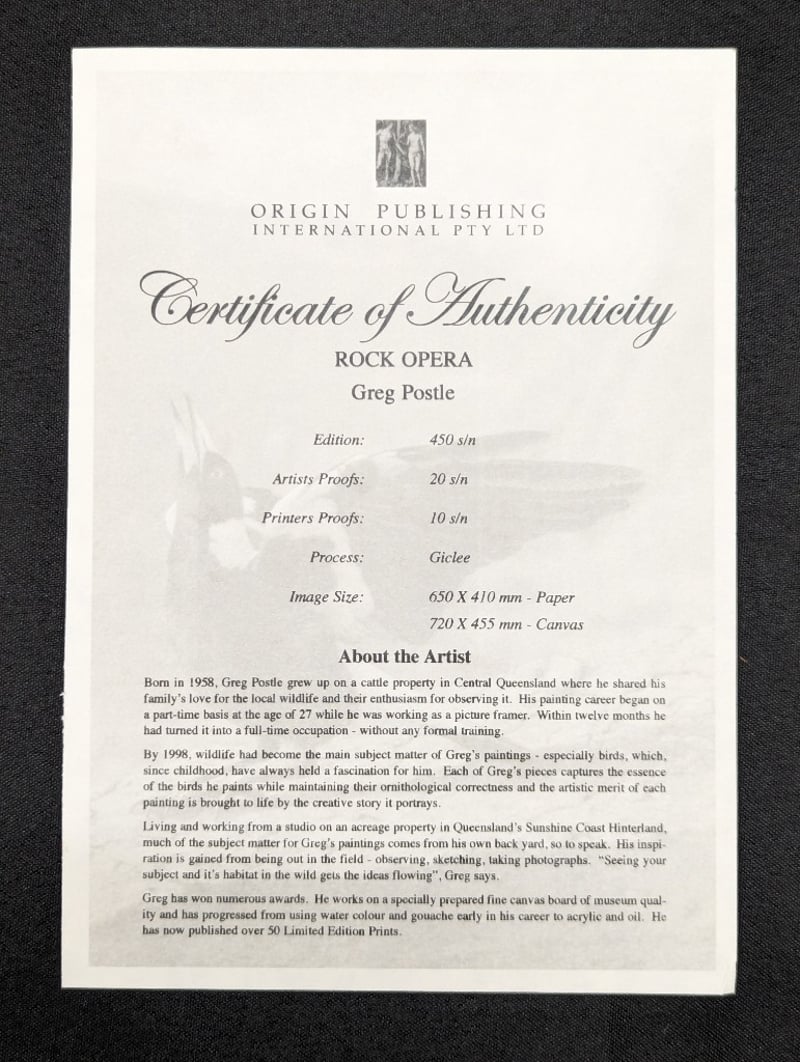 ORIGIN PUBLISHING
INTERNATIONAL PTY LTD
Certificate of Authenticity
ROCK OPERA
Greg Postle
Edition: 450 s/n
Artists Proofs: 20 s/n
Printers Proofs: 10 s/n
Process: Giclee
Image Size: 650 X 410 mm - Paper
720 X 455 mm - Canvas
About the Artist
Born in 1958, Greg Postle grew up on a cattle property in Central Queensland where he shared his
family's love for the local wildlife and their enthusiasm for observing it. His painting career began on
a part-time basis at the age of 27 while he was working as a picture framer. Within twelve months he
had turned it into a full-time occupation - without any formal training.
By 1998, wildlife had become the main subject matter of Greg's paintings - especially birds, which,
since childhood, have always held a fascination for him. Each of Greg's pieces captures the essence
of the birds he paints while maintaining their ornithological correctness and the artistic merit of each
painting is brought to life by the creative story it portrays.
Living and working from a studio on an acreage property in Queensland's Sunshine Coast Hinterland,
much of the subject matter for Greg's paintings comes from his own back yard, so to speak. His inspi-
ration is gained from being out in the field - observing, sketching, taking photographs. "Seeing your
subject and it's habitat in the wild gets the ideas flowing", Greg says.
Greg has won numerous awards. He works on a specially prepared fine canvas board of museum qual-
ity and has progressed from using water colour and gouache early in his career to acrylic and oil. He
has now published over 50 Limited Edition Prints.